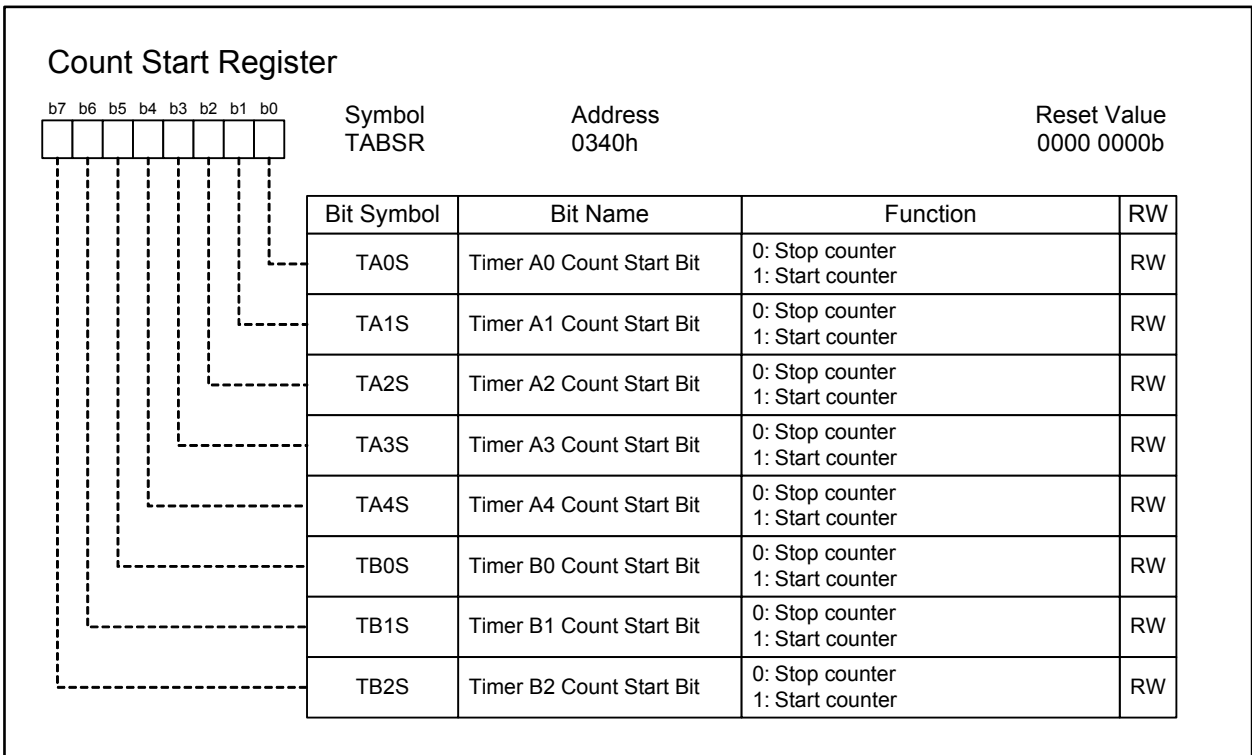 Count Start Register
b7 b6 b5 b4 b3 b2 b1 b0
Symbol Address Reset Value
TABSR 0340h 0000 0000b
Bit Symbol Bit Name Function RW
TA0S Timer A0 Count Start Bit 0: Stop counter
1: Start counter RW
TA1S Timer A1 Count Start Bit 0: Stop counter
1: Start counter RW
TA2S Timer A2 Count Start Bit 0: Stop counter
1: Start counter RW
TA3S Timer A3 Count Start Bit 0: Stop counter
1: Start counter RW
TA4S Timer A4 Count Start Bit 0: Stop counter
1: Start counter RW
TB0S Timer B0 Count Start Bit 0: Stop counter
1: Start counter RW
TB1S Timer B1 Count Start Bit 0: Stop counter
1: Start counter RW
TB2S Timer B2 Count Start Bit 0: Stop counter
1: Start counter RW